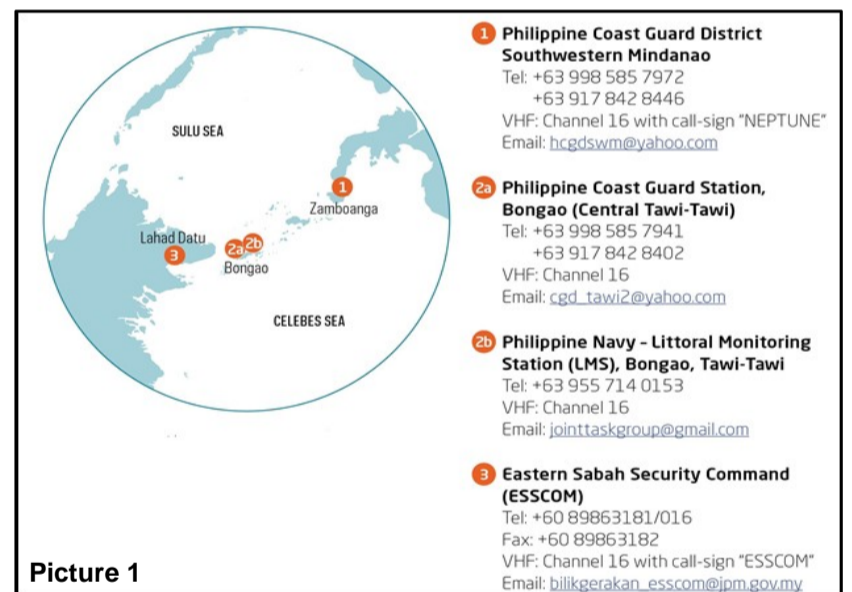 SULU SEA
1
Zamboanga
Lahad Datu
3
2a 2b
Bongao
CELEBES SEA
Picture 1
1 Philippine Coast Guard District
Southwestern Mindanao
Tel: +63 998 585 7972
+63 917 842 8446
VHF: Channel 16 with call-sign "NEPTUNE"
Email: hcgdswm@yahoo.com
2a Philippine Coast Guard Station,
Bongao (Central Tawi-Tawi)
Tel: +63 998 585 7941
+63 917 842 8402
VHF: Channel 16
Email: cgd_tawi2@yahoo.com
2b Philippine Navy – Littoral Monitoring
Station (LMS), Bongao, Tawi-Tawi
Tel: +63 955 714 0153
VHF: Channel 16
Email: jointtaskgroup@gmail.com
3 Eastern Sabah Security Command
(ESSCOM)
Tel: +60 89863181/016
Fax: +60 89863182
VHF: Channel 16 with call-sign "ESSCOM"
Email: bilikgerakan_esscom@jpm.gov.my